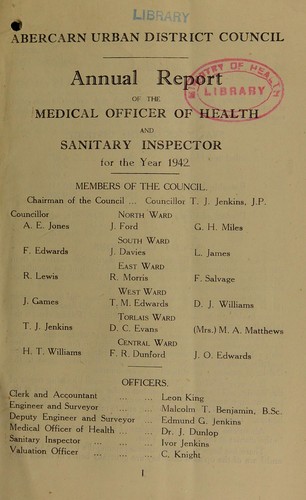 LIBRARY
ABERCARN URBAN DISTRICT COUNCIL
Annual Report
OF THE
MEDICAL OFFICER OF HEALTH
AND
SANITARY INSPECTOR
for the Year 1942.
MINISTRY OF HEALTH
LIBRARY
MEMBERS OF THE COUNCIL.
Chairman of the Council ... Councillor T. J. Jenkins, J.P.
Councillor NORTH WARD
A. E. Jones J. Ford G. H. Miles
SOUTH WARD
F. Edwards J. Davies L. James
EAST WARD
R. Lewis R. Morris F. Salvage
WEST WARD
J. Games T. M. Edwards D. J. Williams
TORLAIS WARD
T. J. Jenkins D. C. Evans (Mrs.) M. A. Matthews
CENTRAL WARD
H. T. Williams F. R. Dunford J. O. Edwards
OFFICERS.
Clerk and Accountant ... ... Leon King
Engineer and Surveyor ... ... Malcolm T. Benjamin, B.Sc.
Deputy Engineer and Surveyor ... Edmund G. Jenkins
Medical Officer of Health ... ... Dr. J. Dunlop
Sanitary Inspector ... ... ... Ivor Jenkins
Valuation Officer ... ... ... C. Knight
1